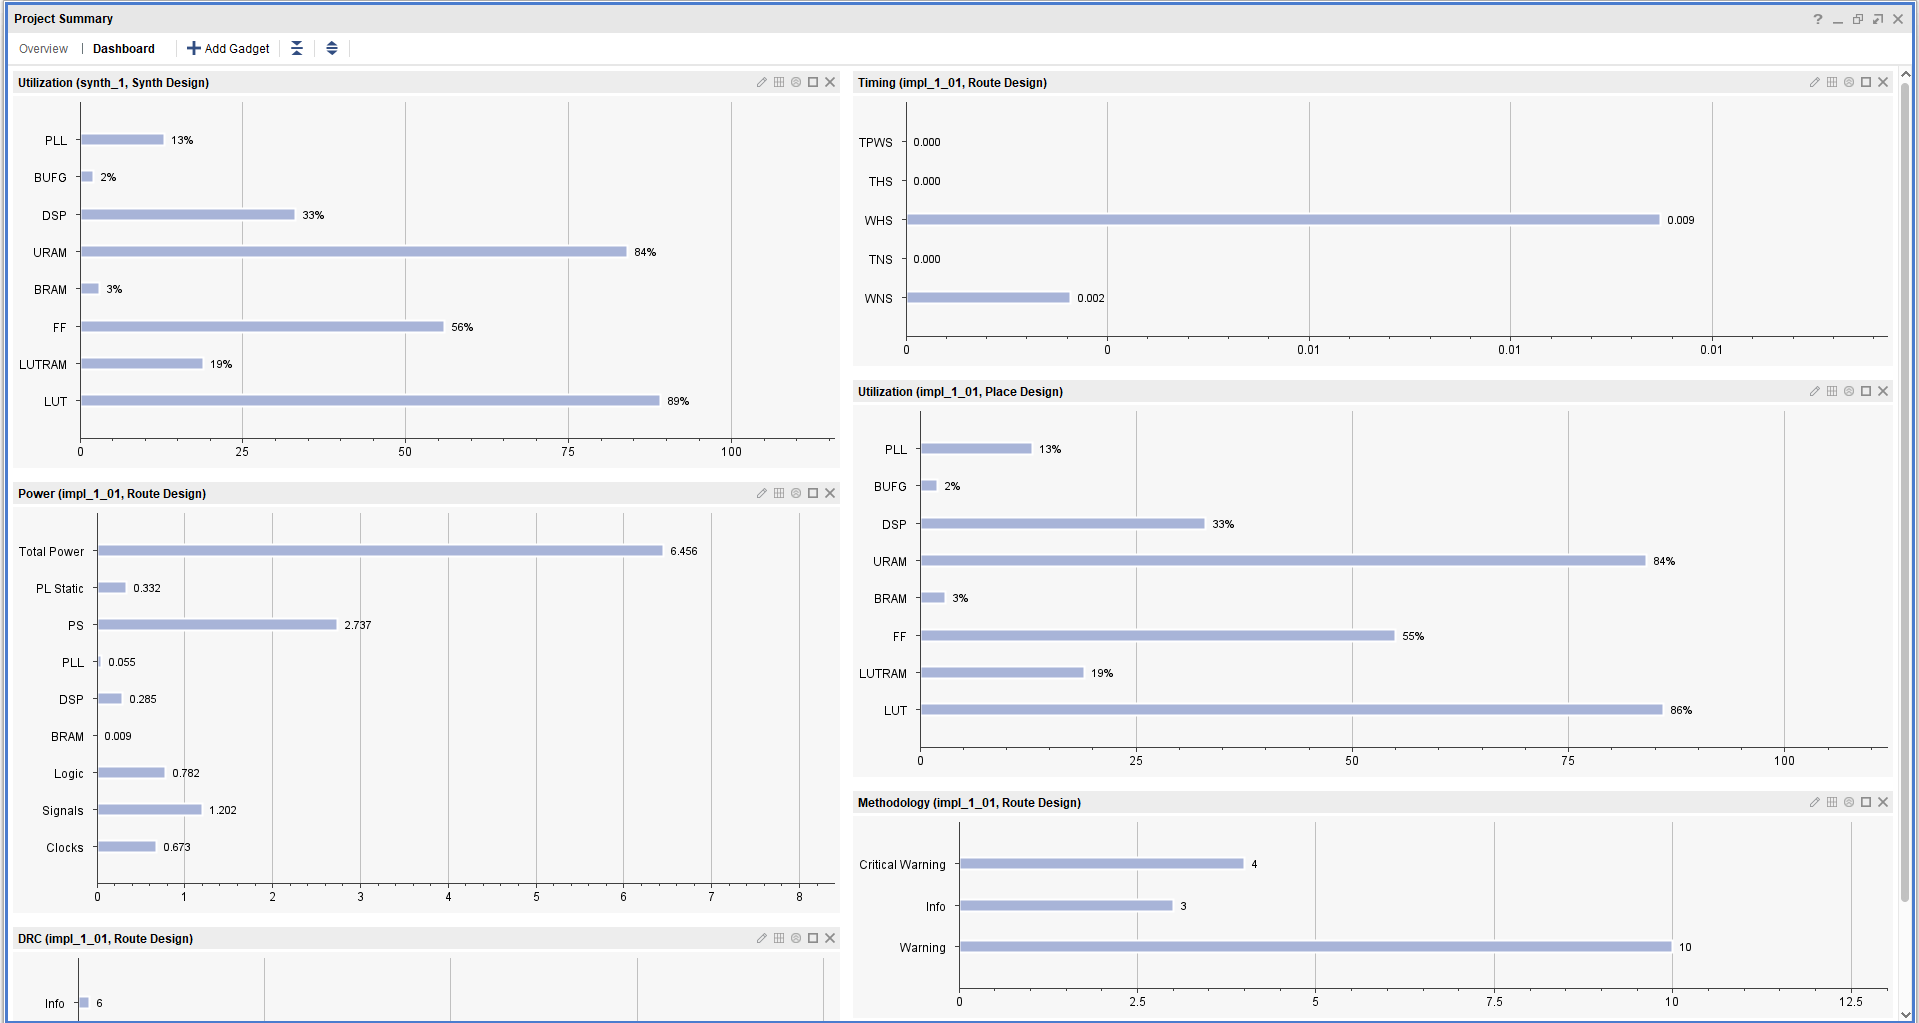 Project Summary
?
Overview | Dashboard Add Gadget
Utilization (synth_1, Synth Design)
PLL 13%
BUFG 2%
DSP 33%
URAM 84%
BRAM 3%
FF 56%
LUTRAM 19%
LUT 89%
0 25 50 75 100
Power (impl_1_01, Route Design)
Total Power 6.456
PL Static 0.332
PS 2.737
PLL 0.055
DSP 0.285
BRAM 0.009
Logic 0.782
Signals 1.202
Clocks 0.673
0 1 2 3 4 5 6 7 8
DRC (impl_1_01, Route Design)
Info 6
Timing (impl_1_01, Route Design)
TPWS 0.000
THS 0.000
WHS 0.009
TNS 0.000
WNS 0.002
0 0 0.01 0.01 0.01
Utilization (impl_1_01, Place Design)
PLL 13%
BUFG 2%
DSP 33%
URAM 84%
BRAM 3%
FF 55%
LUTRAM 19%
LUT 86%
0 25 50 75 100
Methodology (impl_1_01, Route Design)
Critical Warning 4
Info 3
Warning 10
0 2.5 5 7.5 10 12.5